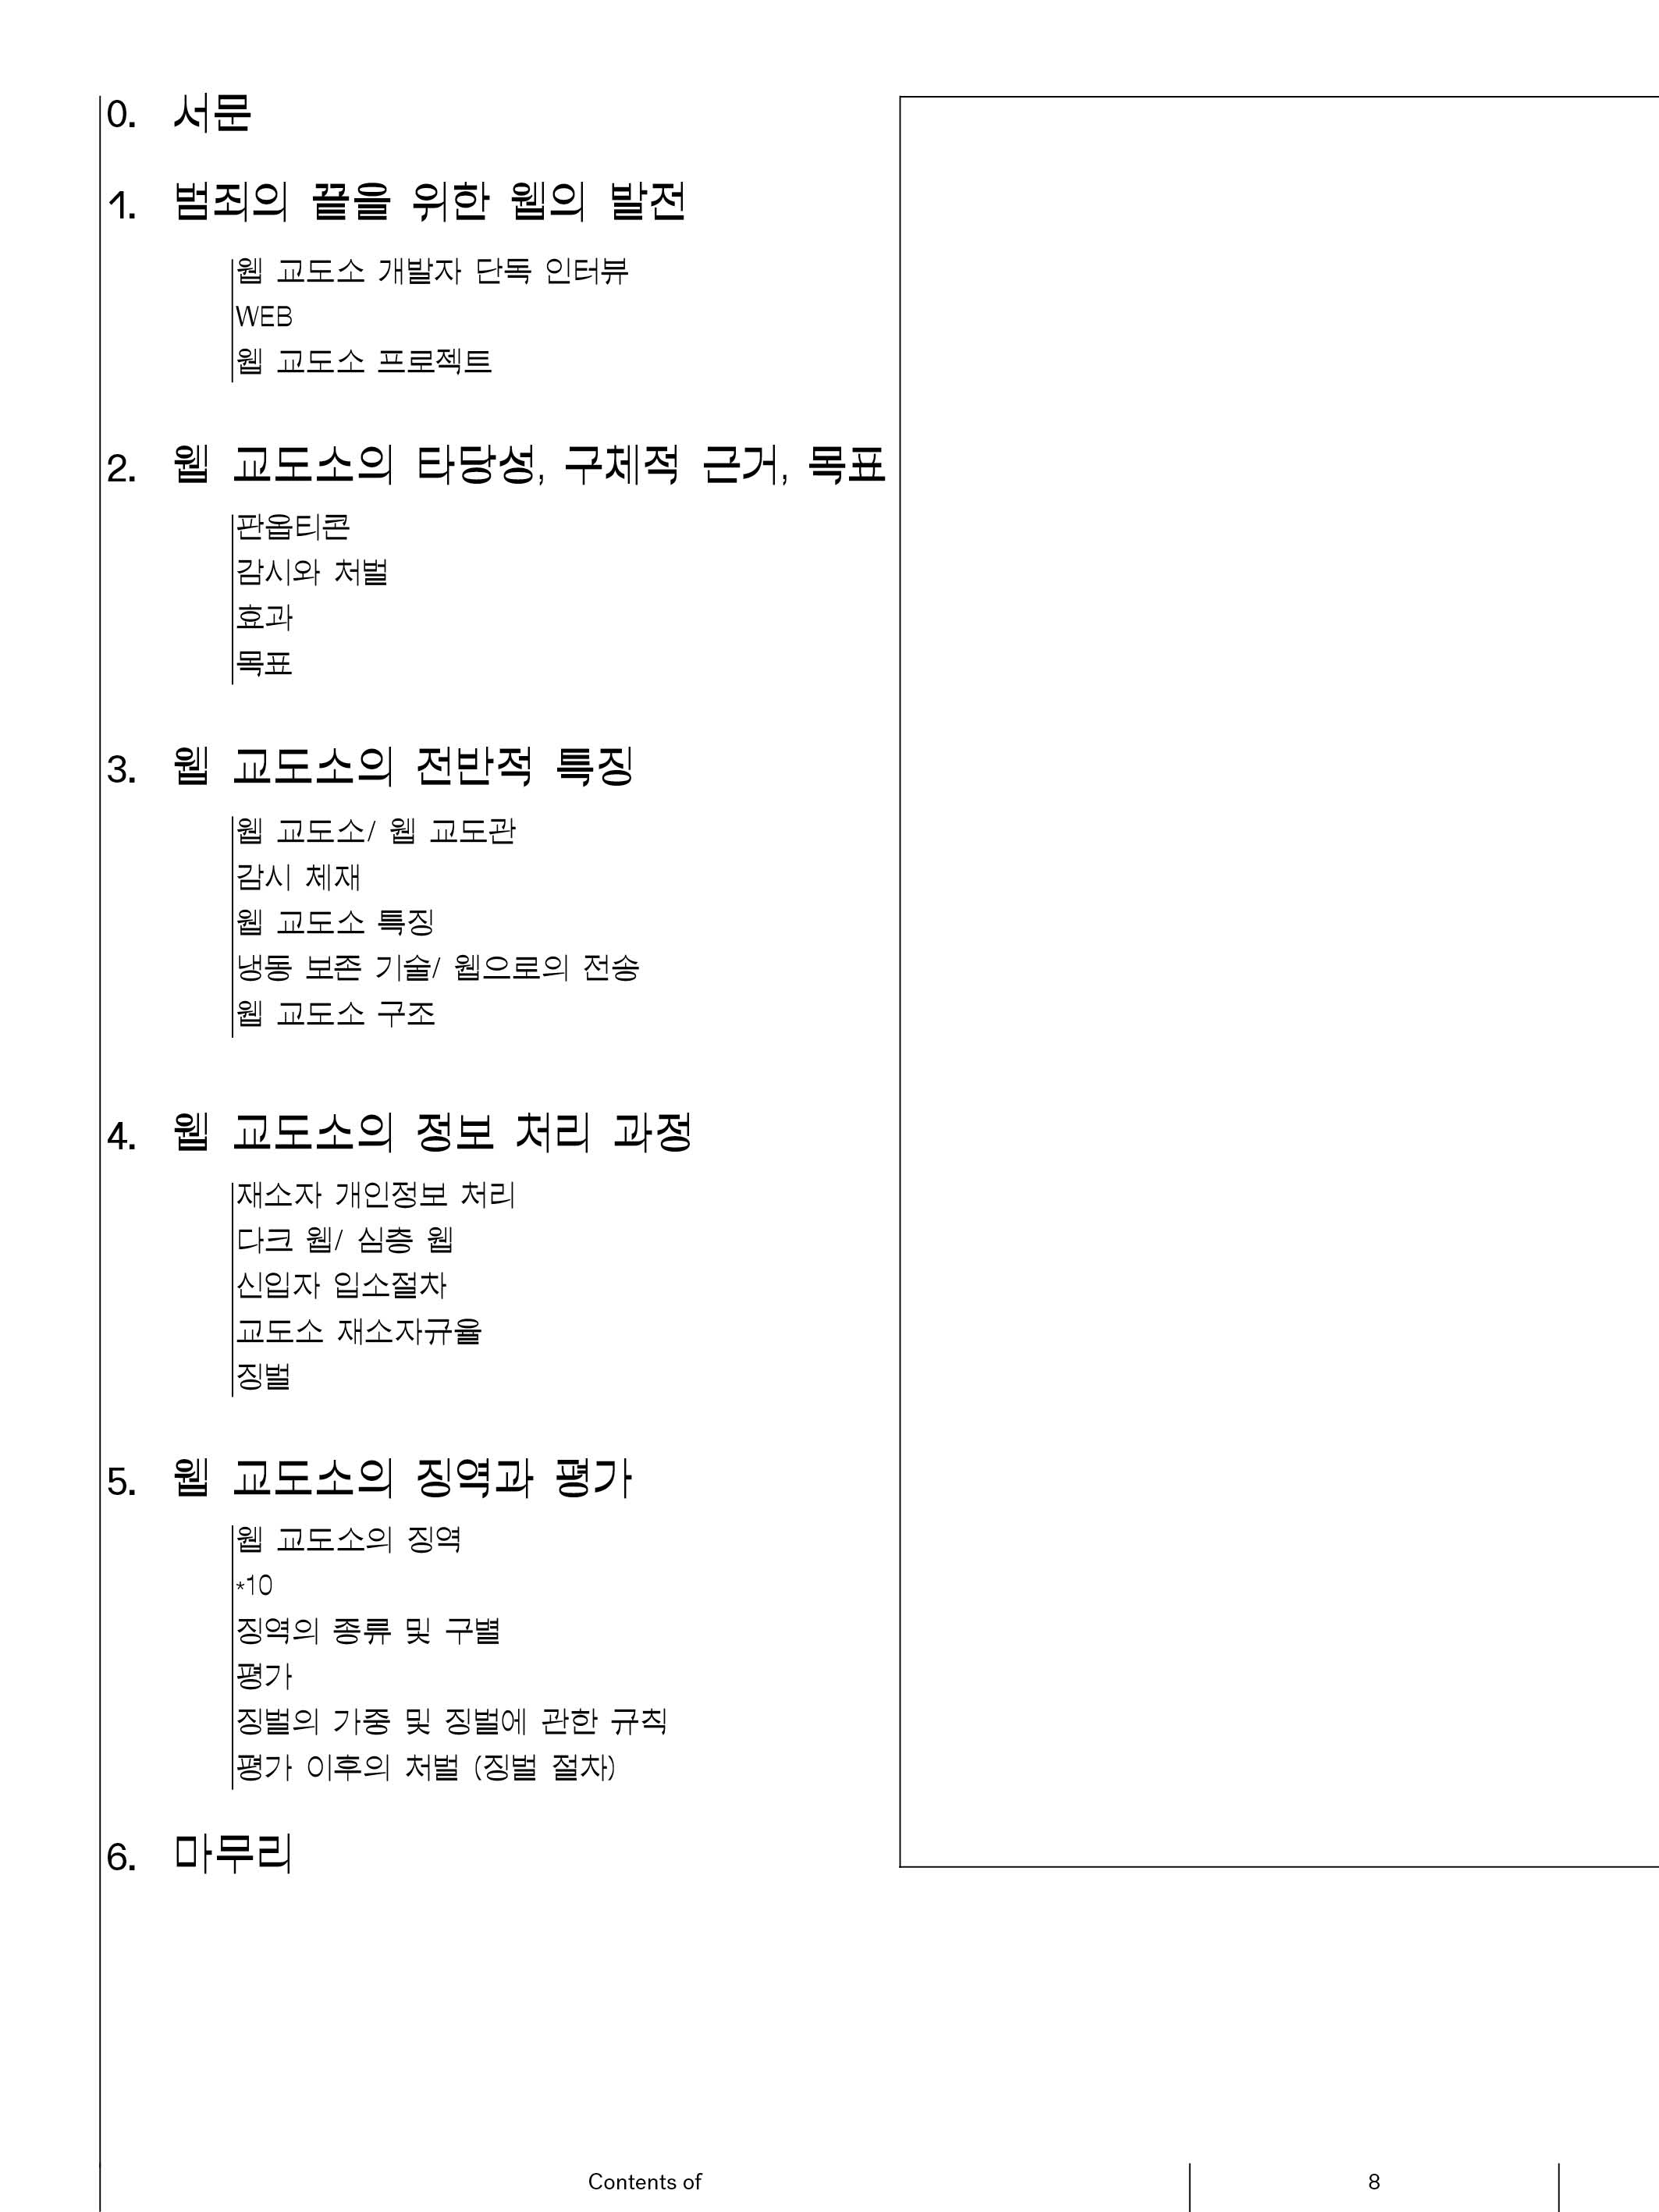 0. 서문
1. 범죄의 끝을 위한 웹의 발전
웹 교도소 개발자 단독 인터뷰
WEB
웹 교도소 프로젝트
2. 웹 교도소의 타당성, 구체적 근거, 목표
판옵티콘
감시와 처벌
효과
목표
3. 웹 교도소의 전반적 특징
웹 교도소/ 웹 교도관
감시 체재
웹 교도소 특징
냉동 보존 기술/ 웹으로의 전송
웹 교도소 구조
4. 웹 교도소의 정보 처리 과정
재소자 개인정보 처리
다크 웹/ 심층 웹
신입자 입소절차
교도소 재소자규율
징벌
5. 웹 교도소의 징역과 평가
웹 교도소의 징역
*10
징역의 종류 및 구별
평가
징벌의 가중 및 징벌에 관한 규칙
평가 이후의 처벌 (징벌 절차)
6. 마무리
Contents of
8